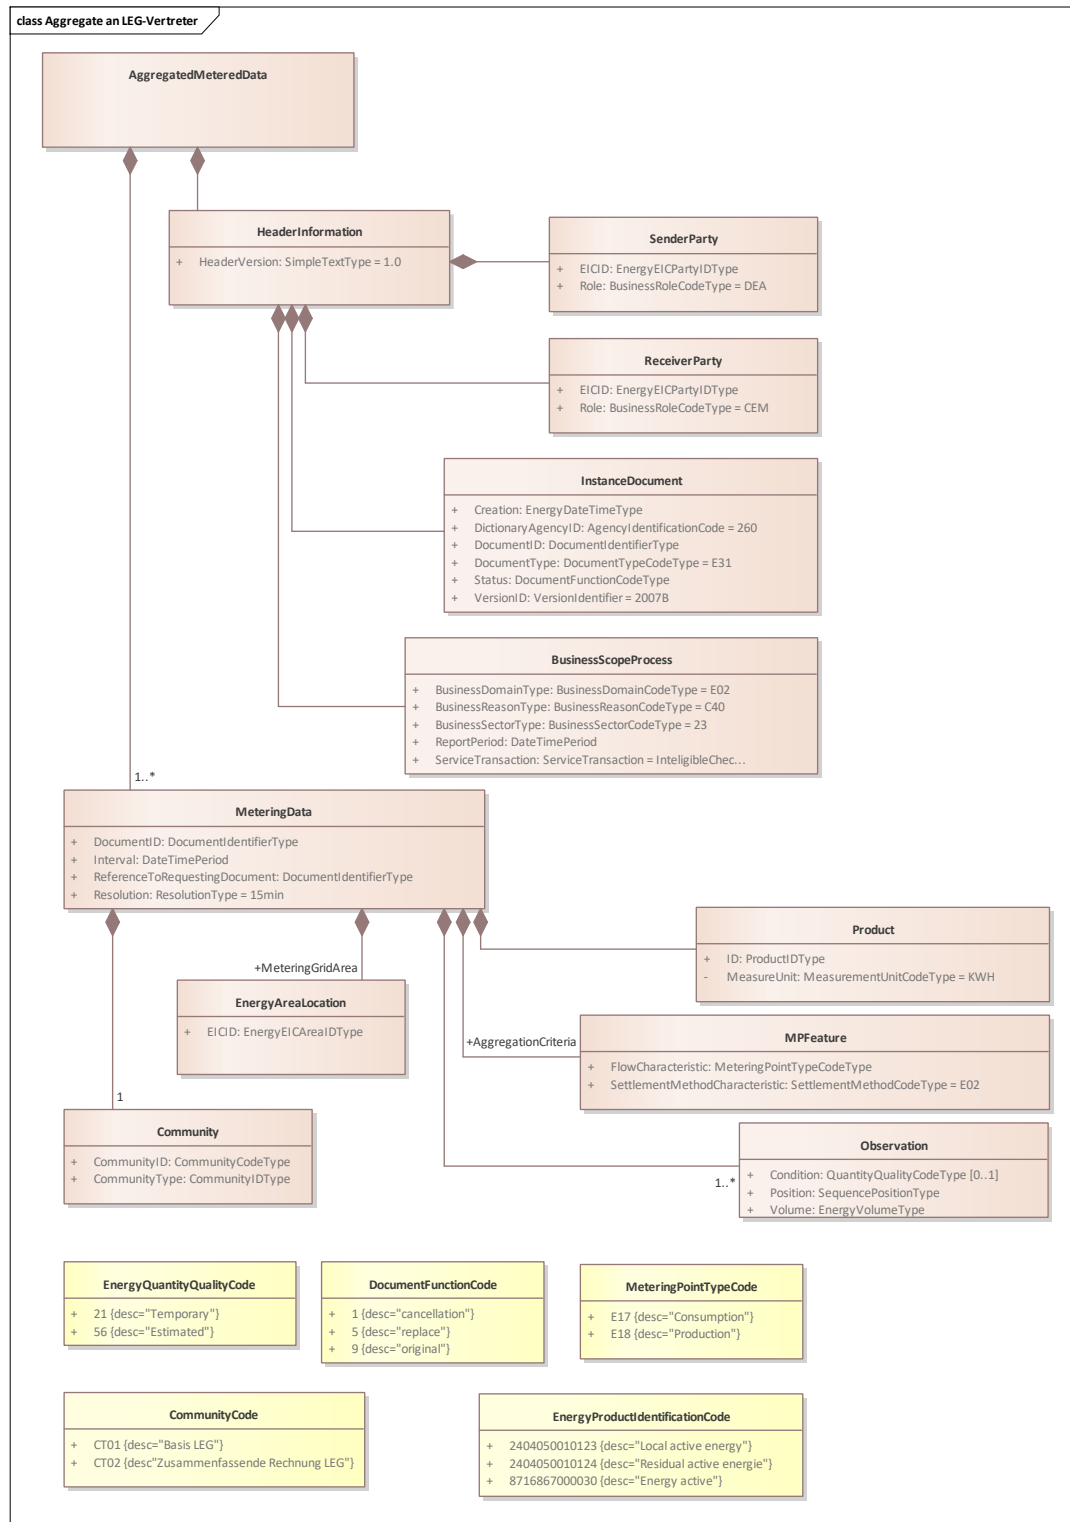 class Aggregate an LEG-Vertreter
AggregatedMeteredData
HeaderInformation
+ HeaderVersion: SimpleTextType = 1.0
SenderParty
+ EICID: EnergyEICPartyIDType
+ Role: BusinessRoleCodeType = DEA
ReceiverParty
+ EICID: EnergyEICPartyIDType
+ Role: BusinessRoleCodeType = CEM
InstanceDocument
+ Creation: EnergyDateTimeType
+ DictionaryAgencyID: AgencyIdentificationCode = 260
+ DocumentID: DocumentIdentifierType
+ DocumentType: DocumentTypeCodeType = E31
+ Status: DocumentFunctionCodeType
+ VersionID: VersionIdentifier = 2007B
BusinessScopeProcess
+ BusinessDomainType: BusinessDomainCodeType = E02
+ BusinessReasonType: BusinessReasonCodeType = C40
+ BusinessSectorType: BusinessSectorCodeType = 23
+ ReportPeriod: DateTimePeriod
+ ServiceTransaction: ServiceTransaction = InteligibleChec...
1..*
MeteringData
+ DocumentID: DocumentIdentifierType
+ Interval: DateTimePeriod
+ ReferenceToRequestingDocument: DocumentIdentifierType
+ Resolution: ResolutionType = 15min
Product
+ ID: ProductIDType
- MeasureUnit: MeasurementUnitCodeType = KWH
+MeteringGridArea
EnergyAreaLocation
+ EICID: EnergyEICAreaIDType
+AggregationCriteria
MPFeature
+ FlowCharacteristic: MeteringPointTypeCodeType
+ SettlementMethodCharacteristic: SettlementMethodCodeType = E02
1
Community
+ CommunityID: CommunityCodeType
+ CommunityType: CommunityIDType
1..*
Observation
+ Condition: QuantityQualityCodeType [0..1]
+ Position: SequencePositionType
+ Volume: EnergyVolumeType
EnergyQuantityQualityCode
+ 21 {desc="Temporary"}
+ 56 {desc="Estimated"}
DocumentFunctionCode
+ 1 {desc="cancellation"}
+ 5 {desc="replace"}
+ 9 {desc="original"}
MeteringPointTypeCode
+ E17 {desc="Consumption"}
+ E18 {desc="Production"}
CommunityCode
+ CT01 {desc="Basis LEG"}
+ CT02 {desc"Zusammenfassende Rechnung LEG"}
EnergyProductIdentificationCode
+ 2404050010123 {desc="Local active energy"}
+ 2404050010124 {desc="Residual active energie"}
+ 8716867000030 {desc="Energy active"}